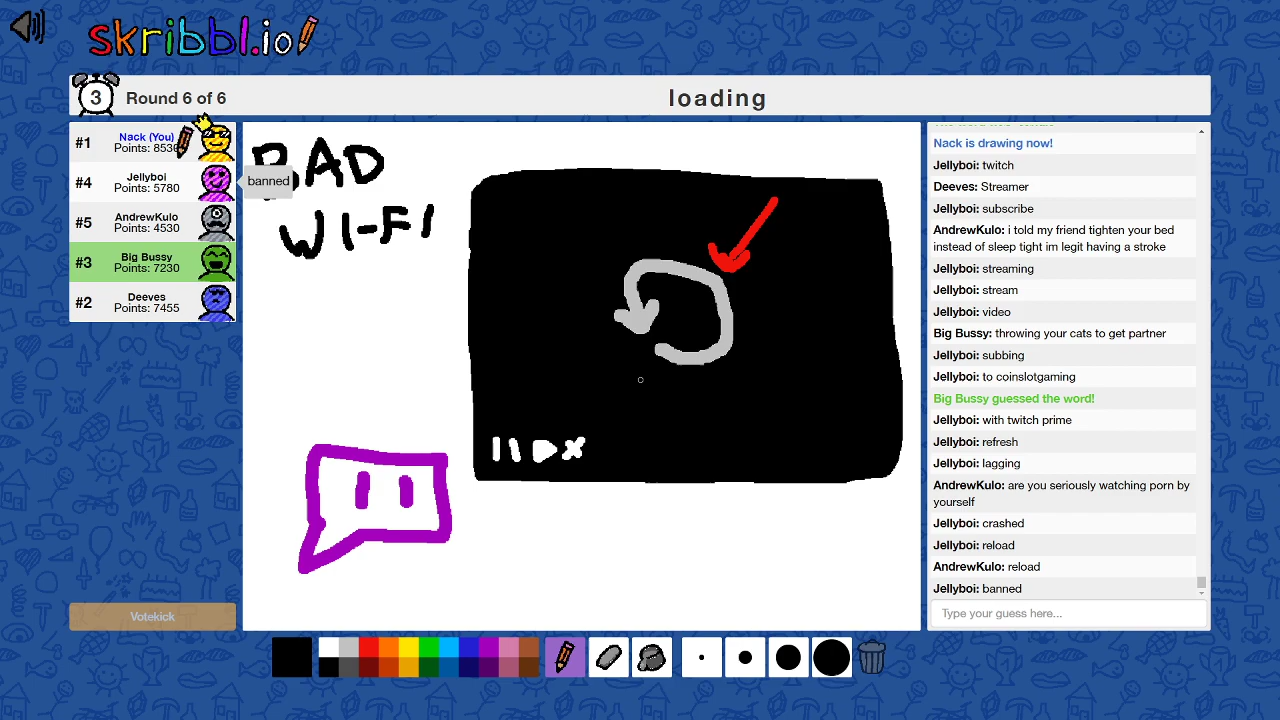 skribbl.io
3
Round 6 of 6
loading
#1
Nack (You)
Points: 8530
#4
Jellyboi
Points: 5780
banned
#5
AndrewKulo
Points: 4530
#3
Big Bussy
Points: 7230
#2
Deeves
Points: 7455
Votekick
BAD
WI-FI
Nack is drawing now!
Jellyboi: twitch
Deeves: Streamer
Jellyboi: subscribe
AndrewKulo: i told my friend tighten your bed
instead of sleep tight im legit having a stroke
Jellyboi: streaming
Jellyboi: stream
Jellyboi: video
Big Bussy: throwing your cats to get partner
Jellyboi: subbing
Jellyboi: to coinslotgaming
Big Bussy guessed the word!
Jellyboi: with twitch prime
Jellyboi: refresh
Jellyboi: lagging
AndrewKulo: are you seriously watching porn by
yourself
Jellyboi: crashed
Jellyboi: reload
AndrewKulo: reload
Jellyboi: banned
Type your guess here...